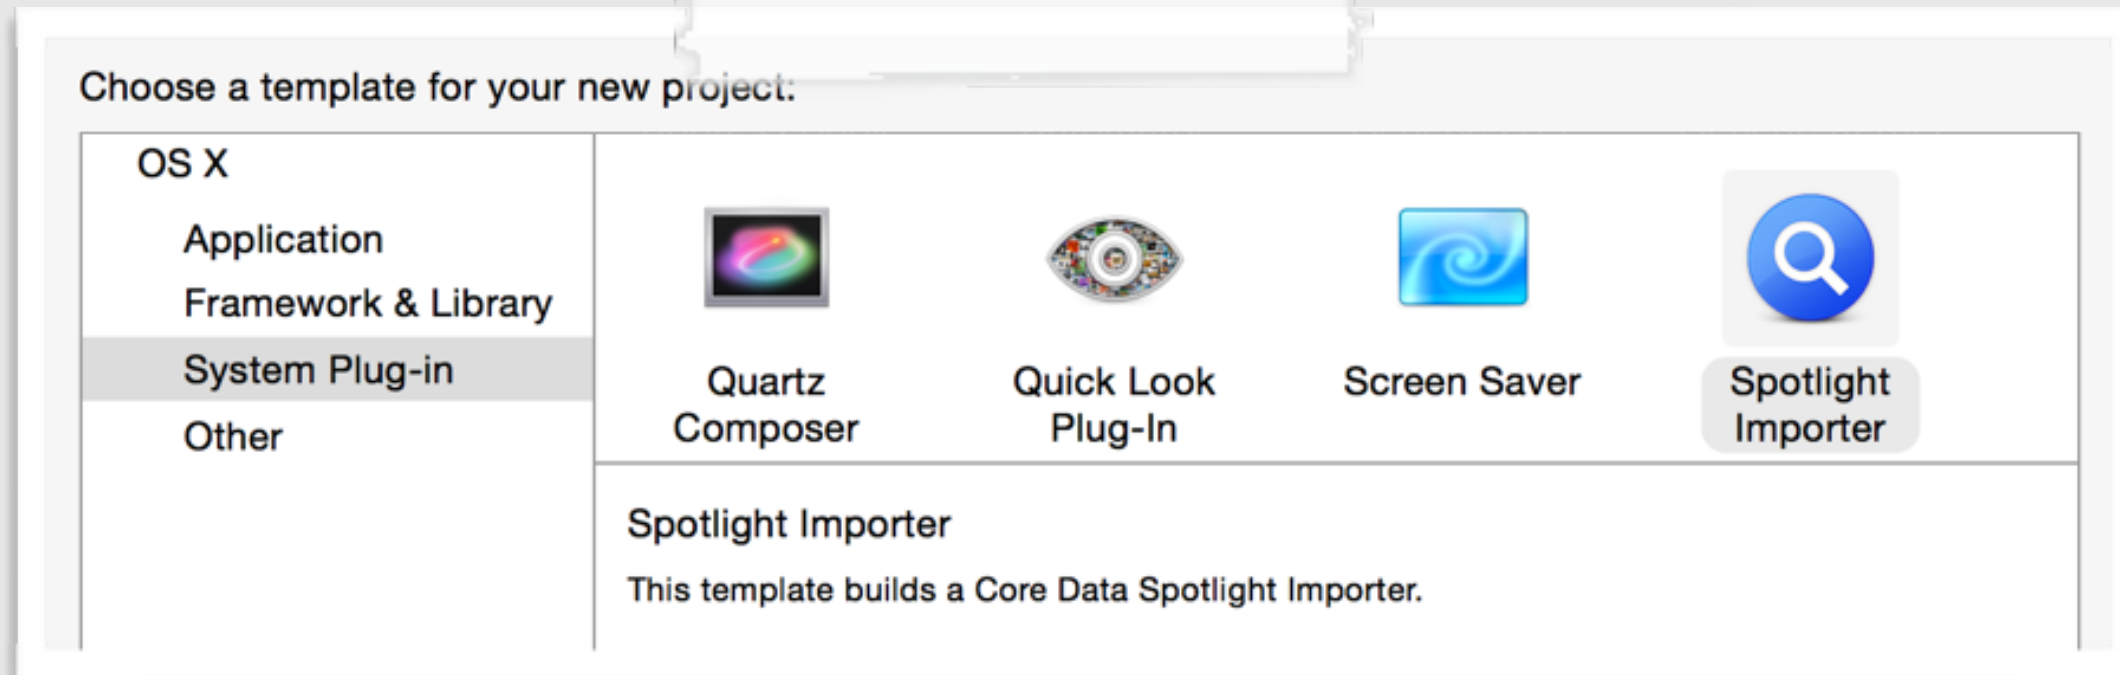 Choose a template for your new project:
OS X
Application
Framework & Library
System Plug-in
Other
Quartz
Composer
Quick Look
Plug-In
Screen Saver
Spotlight
Importer
Spotlight Importer
This template builds a Core Data Spotlight Importer.